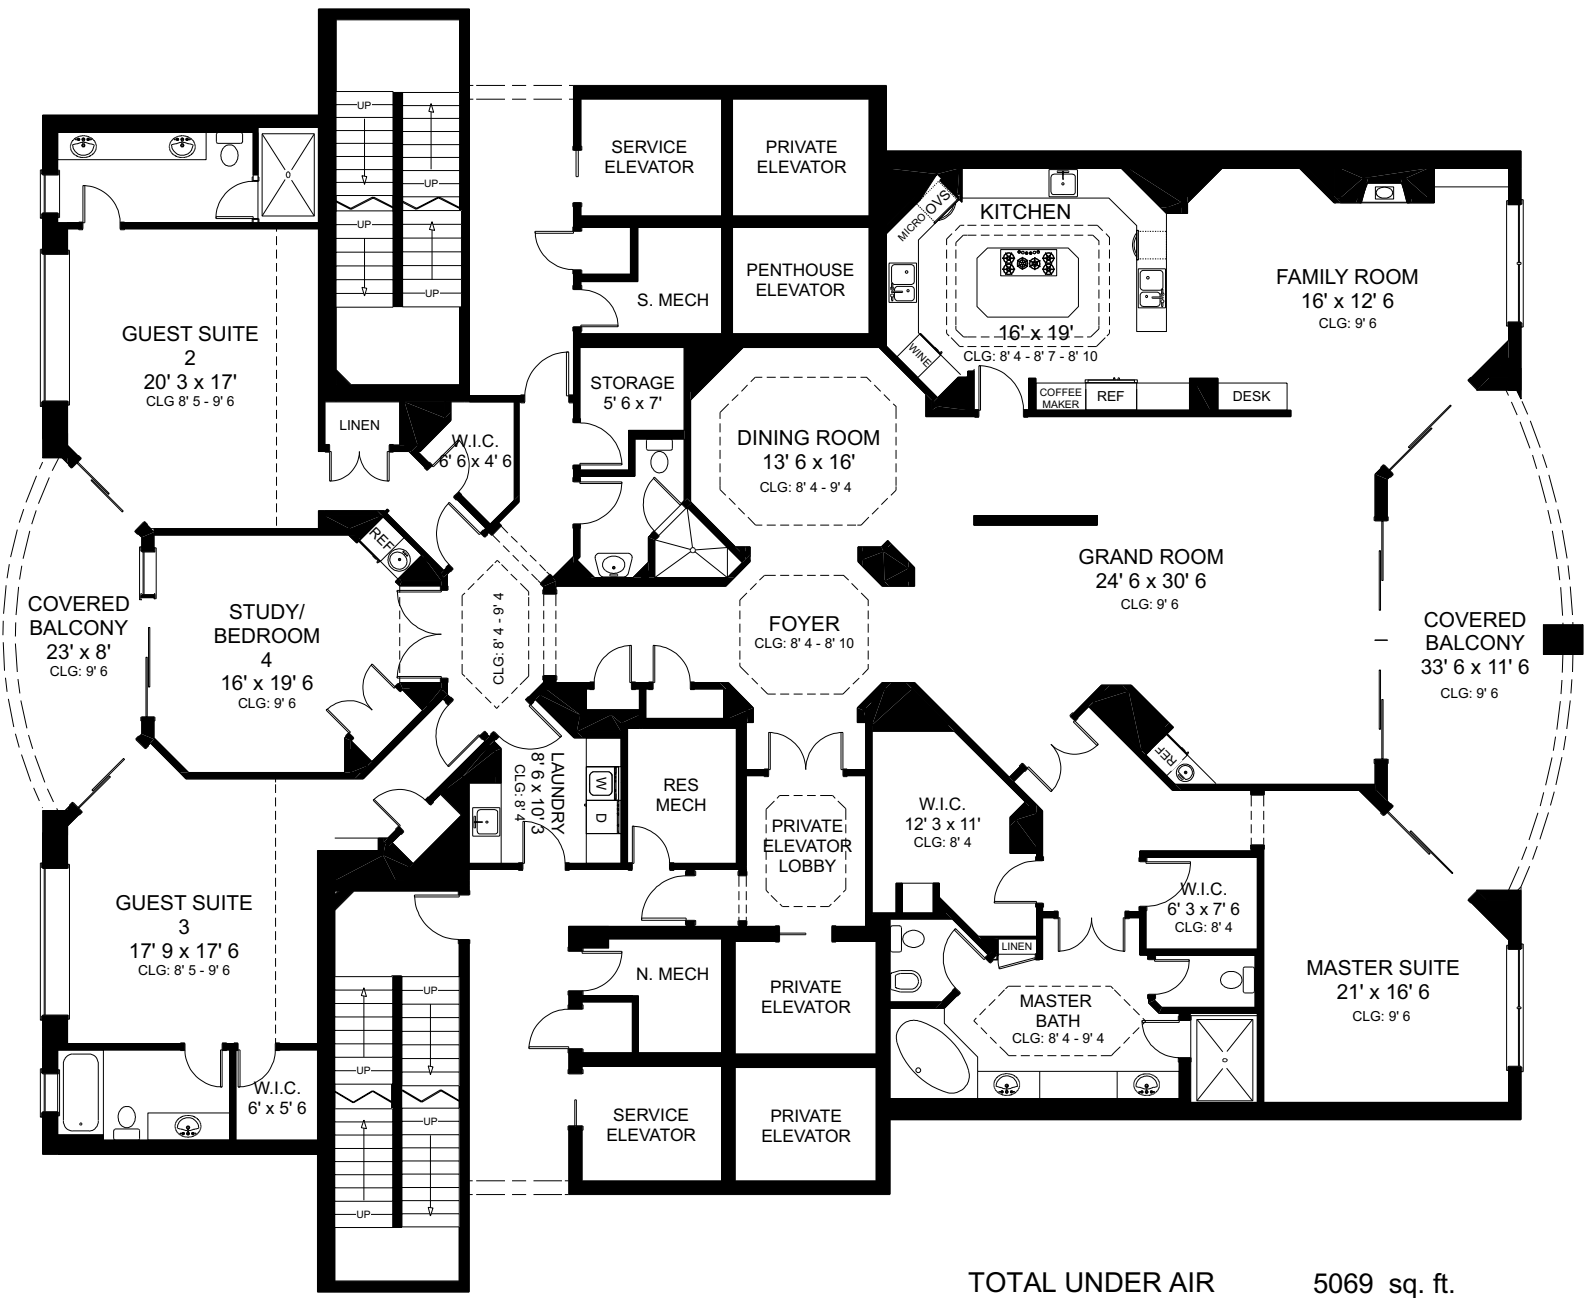 UP
UP
UP
UP
SERVICE
ELEVATOR
PRIVATE
ELEVATOR
S. MECH
PENTHOUSE
ELEVATOR
MICRO
OVS
KITCHEN
16' x 19'
CLG: 8' 4 - 8' 7 - 8' 10
WINE
COFFEE
MAKER
REF
DESK
FAMILY ROOM
16' x 12' 6
CLG: 9' 6
GUEST SUITE
2
20' 3 x 17'
CLG 8' 5 - 9' 6
LINEN
W.I.C.
6' 6 x 4' 6
STORAGE
5' 6 x 7'
DINING ROOM
13' 6 x 16'
CLG: 8' 4 - 9' 4
GRAND ROOM
24' 6 x 30' 6
CLG: 9' 6
COVERED
BALCONY
23' x 8'
CLG: 9' 6
REF
STUDY/
BEDROOM
4
16' x 19' 6
CLG: 9' 6
CLG: 8' 4 - 9' 4
FOYER
CLG: 8' 4 - 8' 10
COVERED
BALCONY
33' 6 x 11' 6
CLG: 9' 6
REF
LAUNDRY
8' 6 x 10' 3
CLG: 8' 4
W
D
RES
MECH
PRIVATE
ELEVATOR
LOBBY
W.I.C.
12' 3 x 11'
CLG: 8' 4
W.I.C.
6' 3 x 7' 6
CLG: 8' 4
GUEST SUITE
3
17' 9 x 17' 6
CLG: 8' 5 - 9' 6
LINEN
N. MECH
PRIVATE
ELEVATOR
MASTER
BATH
CLG: 8' 4 - 9' 4
MASTER SUITE
21' x 16' 6
CLG: 9' 6
W.I.C.
6' x 5' 6
UP
UP
UP
UP
SERVICE
ELEVATOR
PRIVATE
ELEVATOR
TOTAL UNDER AIR 5069 sq. ft.